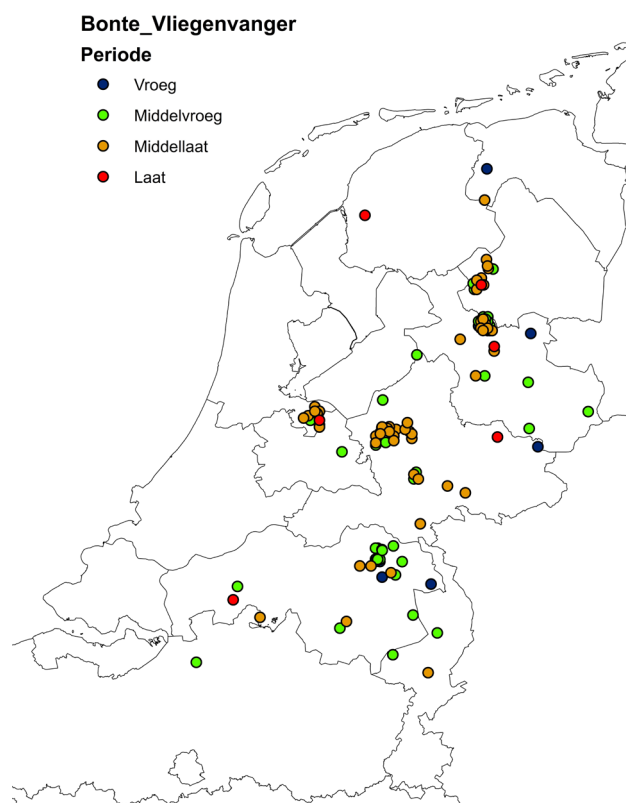 Bonte_Vliegenvanger
Periode
Vroeg
Middelvroeg
Middellaat
Laat